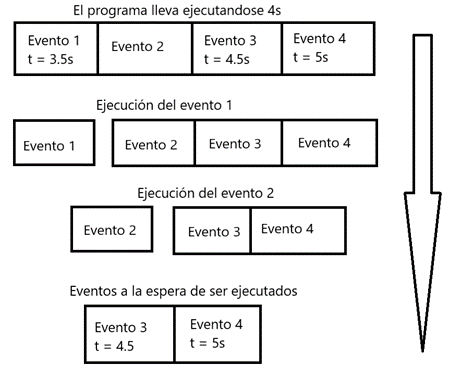 El programa lleva ejecutandose 4s
Evento 1
t = 3.5s
Evento 2
Evento 3
t = 4.5s
Evento 4
t = 5s
Ejecución del evento 1
Evento 1
Evento 2
Evento 3
Evento 4
Ejecución del evento 2
Evento 2
Evento 3
Evento 4
Eventos a la espera de ser ejecutados
Evento 3
t = 4.5
Evento 4
t = 5s